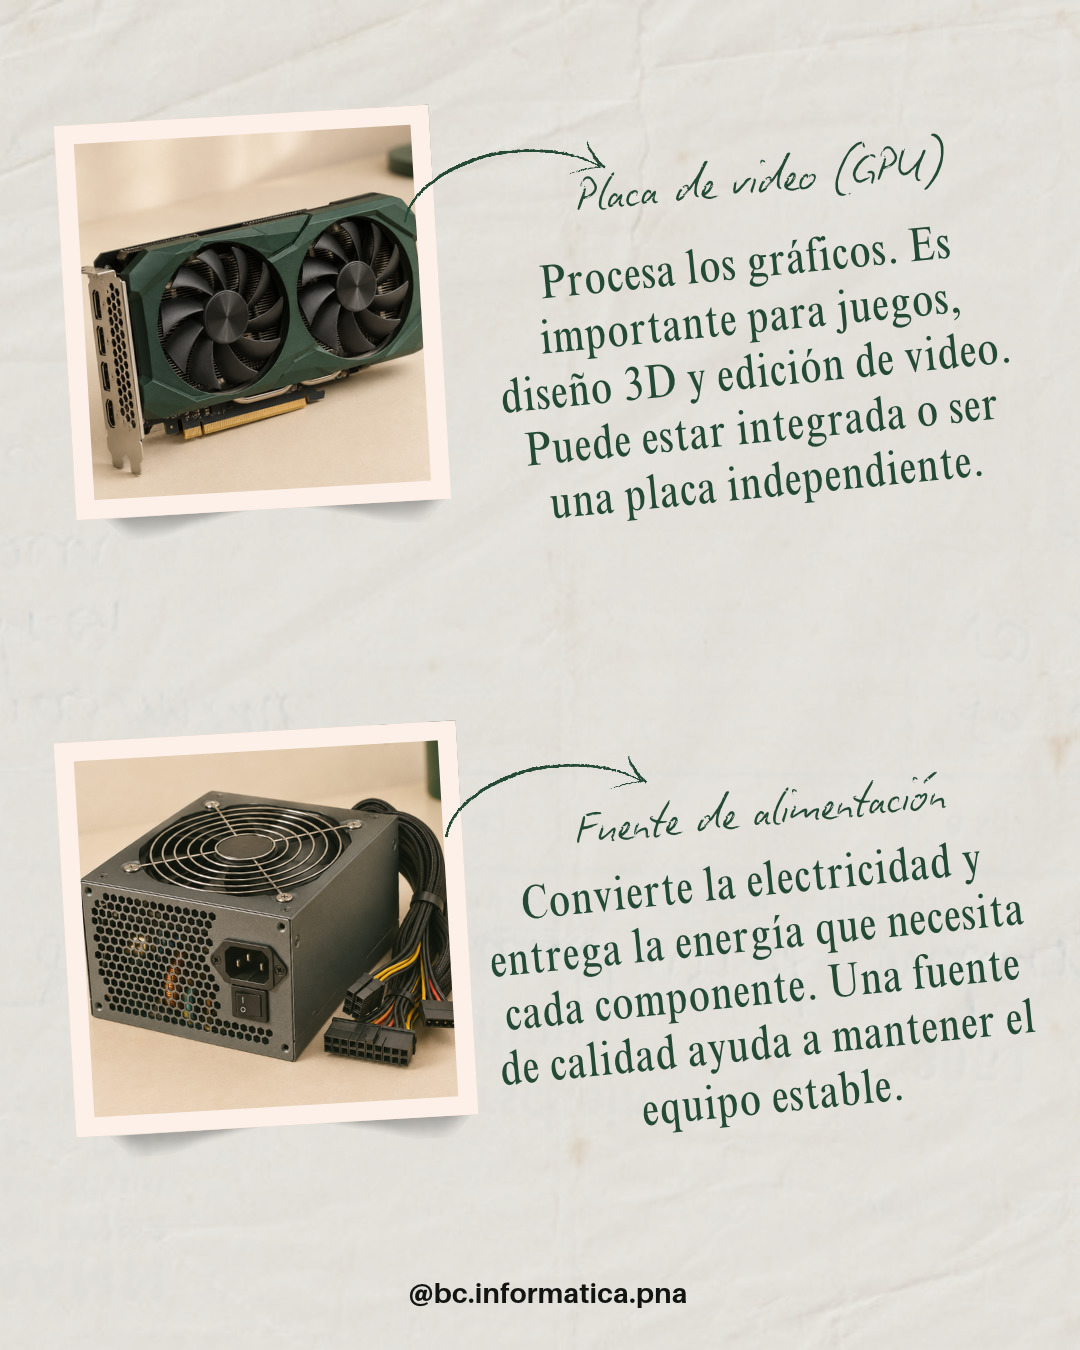 Placa de video (GPU)
Procesa los gráficos. Es
importante para juegos,
diseño 3D y edición de video.
Puede estar integrada o ser
una placa independiente.
Fuente de alimentación
Convierte la electricidad y
entrega la energía que necesita
cada componente. Una fuente
de calidad ayuda a mantener el
equipo estable.
@bc.informatica.pna